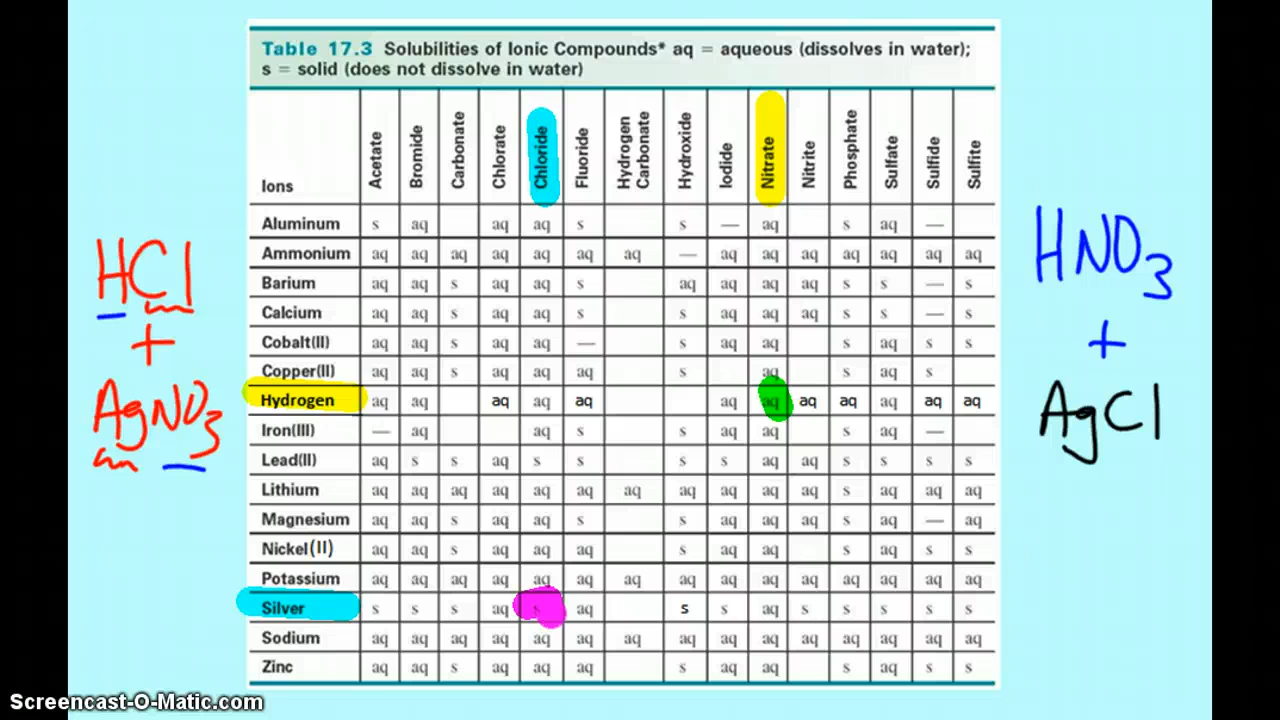 Table 17.3 Solubilities of Ionic Compounds* aq = aqueous (dissolves in water);
s = solid (does not dissolve in water)
Ions Acetate Bromide Carbonate Chlorate Chloride Fluoride Hydrogen Carbonate Hydroxide Iodide Nitrate Nitrite Phosphate Sulfate Sulfide Sulfite
Aluminum s aq aq aq s s — aq s aq —
Ammonium aq aq aq aq aq aq aq — aq aq aq aq aq aq aq
Barium aq aq s aq aq s aq aq aq aq s s — s
Calcium aq aq s aq aq s s aq aq aq s s — s
Cobalt(II) aq aq s aq aq — s aq aq s aq s s
Copper(II) aq aq s aq aq aq s aq s aq s
Hydrogen aq aq aq aq aq aq aq aq aq aq aq aq
Iron(III) — aq aq s s aq aq s aq —
Lead(II) aq s s aq s s s s aq aq s s s s
Lithium aq aq aq aq aq aq aq aq aq aq aq s aq aq aq
Magnesium aq aq s aq aq s s aq aq aq s aq — aq
Nickel(II) aq aq s aq aq aq s aq aq s aq s s
Potassium aq aq aq aq aq aq aq aq aq aq aq aq aq aq aq
Silver s s s aq s aq s s aq s s s s s
Sodium aq aq aq aq aq aq aq aq aq aq aq aq aq aq aq
Zinc aq aq s aq aq aq s aq aq s aq s s
HCl
+
AgNO3
HNO3
+
AgCl
Screencast-O-Matic.com